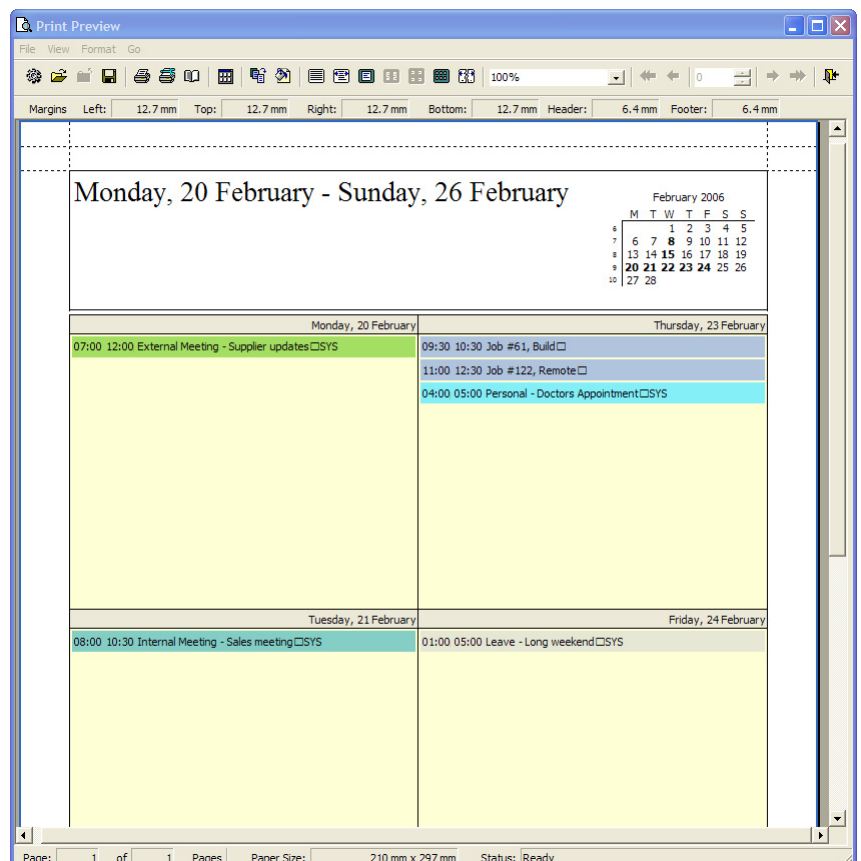 Print Preview
File View Format Go
100% 0
Margins Left: 12.7 mm Top: 12.7 mm Right: 12.7 mm Bottom: 12.7 mm Header: 6.4 mm Footer: 6.4 mm
Monday, 20 February - Sunday, 26 February
February 2006
M T W T F S S
6 1 2 3 4 5
7 6 7 8 9 10 11 12
8 13 14 15 16 17 18 19
9 20 21 22 23 24 25 26
10 27 28
Monday, 20 February
07:00 12:00 External Meeting - Supplier updates□SYS
Thursday, 23 February
09:30 10:30 Job #61, Build□
11:00 12:30 Job #122, Remote□
04:00 05:00 Personal - Doctors Appointment□SYS
Tuesday, 21 February
08:00 10:30 Internal Meeting - Sales meeting□SYS
Friday, 24 February
01:00 05:00 Leave - Long weekend□SYS
Page: 1 of 1 Pages Paper Size: 210 mm x 297 mm Status: Ready